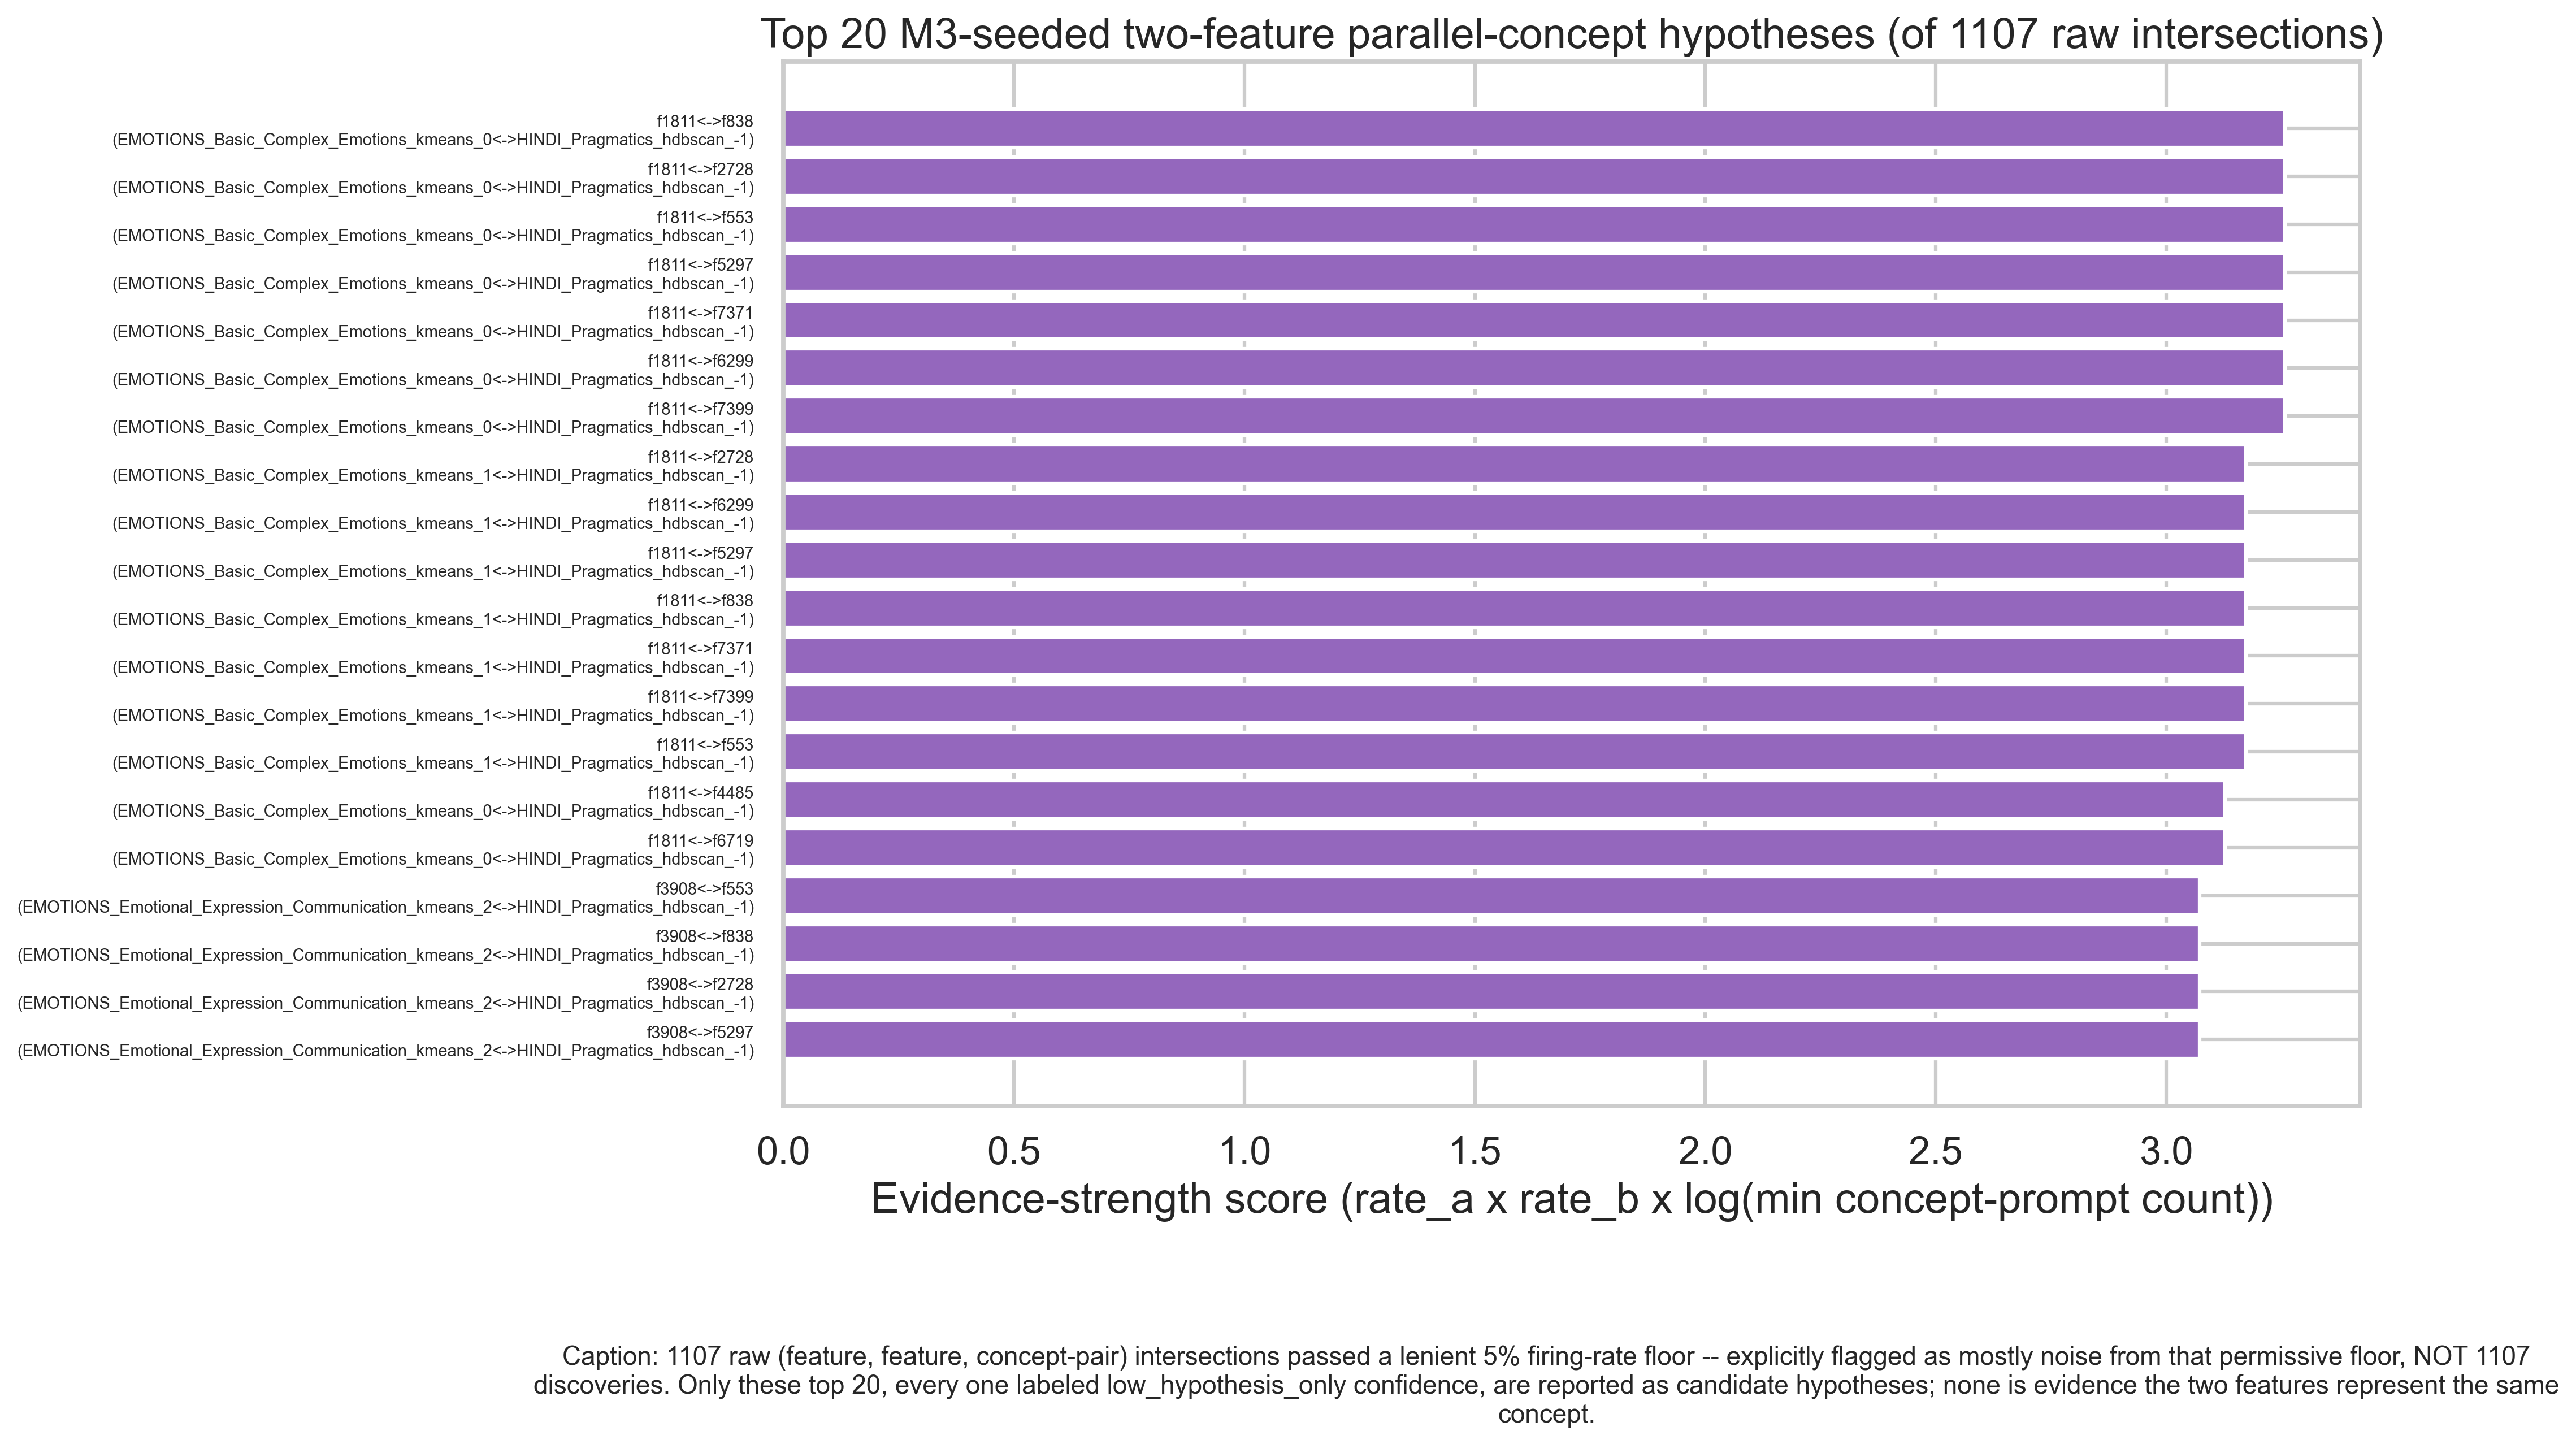 Top 20 M3-seeded two-feature parallel-concept hypotheses (of 1107 raw intersections)
f1811<->f838
(EMOTIONS_Basic_Complex_Emotions_kmeans_0<->HINDI_Pragmatics_hdbscan_-1)
f1811<->f2728
(EMOTIONS_Basic_Complex_Emotions_kmeans_0<->HINDI_Pragmatics_hdbscan_-1)
f1811<->f553
(EMOTIONS_Basic_Complex_Emotions_kmeans_0<->HINDI_Pragmatics_hdbscan_-1)
f1811<->f5297
(EMOTIONS_Basic_Complex_Emotions_kmeans_0<->HINDI_Pragmatics_hdbscan_-1)
f1811<->f7371
(EMOTIONS_Basic_Complex_Emotions_kmeans_0<->HINDI_Pragmatics_hdbscan_-1)
f1811<->f6299
(EMOTIONS_Basic_Complex_Emotions_kmeans_0<->HINDI_Pragmatics_hdbscan_-1)
f1811<->f7399
(EMOTIONS_Basic_Complex_Emotions_kmeans_0<->HINDI_Pragmatics_hdbscan_-1)
f1811<->f2728
(EMOTIONS_Basic_Complex_Emotions_kmeans_1<->HINDI_Pragmatics_hdbscan_-1)
f1811<->f6299
(EMOTIONS_Basic_Complex_Emotions_kmeans_1<->HINDI_Pragmatics_hdbscan_-1)
f1811<->f5297
(EMOTIONS_Basic_Complex_Emotions_kmeans_1<->HINDI_Pragmatics_hdbscan_-1)
f1811<->f838
(EMOTIONS_Basic_Complex_Emotions_kmeans_1<->HINDI_Pragmatics_hdbscan_-1)
f1811<->f7371
(EMOTIONS_Basic_Complex_Emotions_kmeans_1<->HINDI_Pragmatics_hdbscan_-1)
f1811<->f7399
(EMOTIONS_Basic_Complex_Emotions_kmeans_1<->HINDI_Pragmatics_hdbscan_-1)
f1811<->f553
(EMOTIONS_Basic_Complex_Emotions_kmeans_1<->HINDI_Pragmatics_hdbscan_-1)
f1811<->f4485
(EMOTIONS_Basic_Complex_Emotions_kmeans_0<->HINDI_Pragmatics_hdbscan_-1)
f1811<->f6719
(EMOTIONS_Basic_Complex_Emotions_kmeans_0<->HINDI_Pragmatics_hdbscan_-1)
f3908<->f553
(EMOTIONS_Emotional_Expression_Communication_kmeans_2<->HINDI_Pragmatics_hdbscan_-1)
f3908<->f838
(EMOTIONS_Emotional_Expression_Communication_kmeans_2<->HINDI_Pragmatics_hdbscan_-1)
f3908<->f2728
(EMOTIONS_Emotional_Expression_Communication_kmeans_2<->HINDI_Pragmatics_hdbscan_-1)
f3908<->f5297
(EMOTIONS_Emotional_Expression_Communication_kmeans_2<->HINDI_Pragmatics_hdbscan_-1)
0.0 0.5 1.0 1.5 2.0 2.5 3.0
Evidence-strength score (rate_a x rate_b x log(min concept-prompt count))
Caption: 1107 raw (feature, feature, concept-pair) intersections passed a lenient 5% firing-rate floor -- explicitly flagged as mostly noise from that permissive floor, NOT 1107
discoveries. Only these top 20, every one labeled low_hypothesis_only confidence, are reported as candidate hypotheses; none is evidence the two features represent the same
concept.